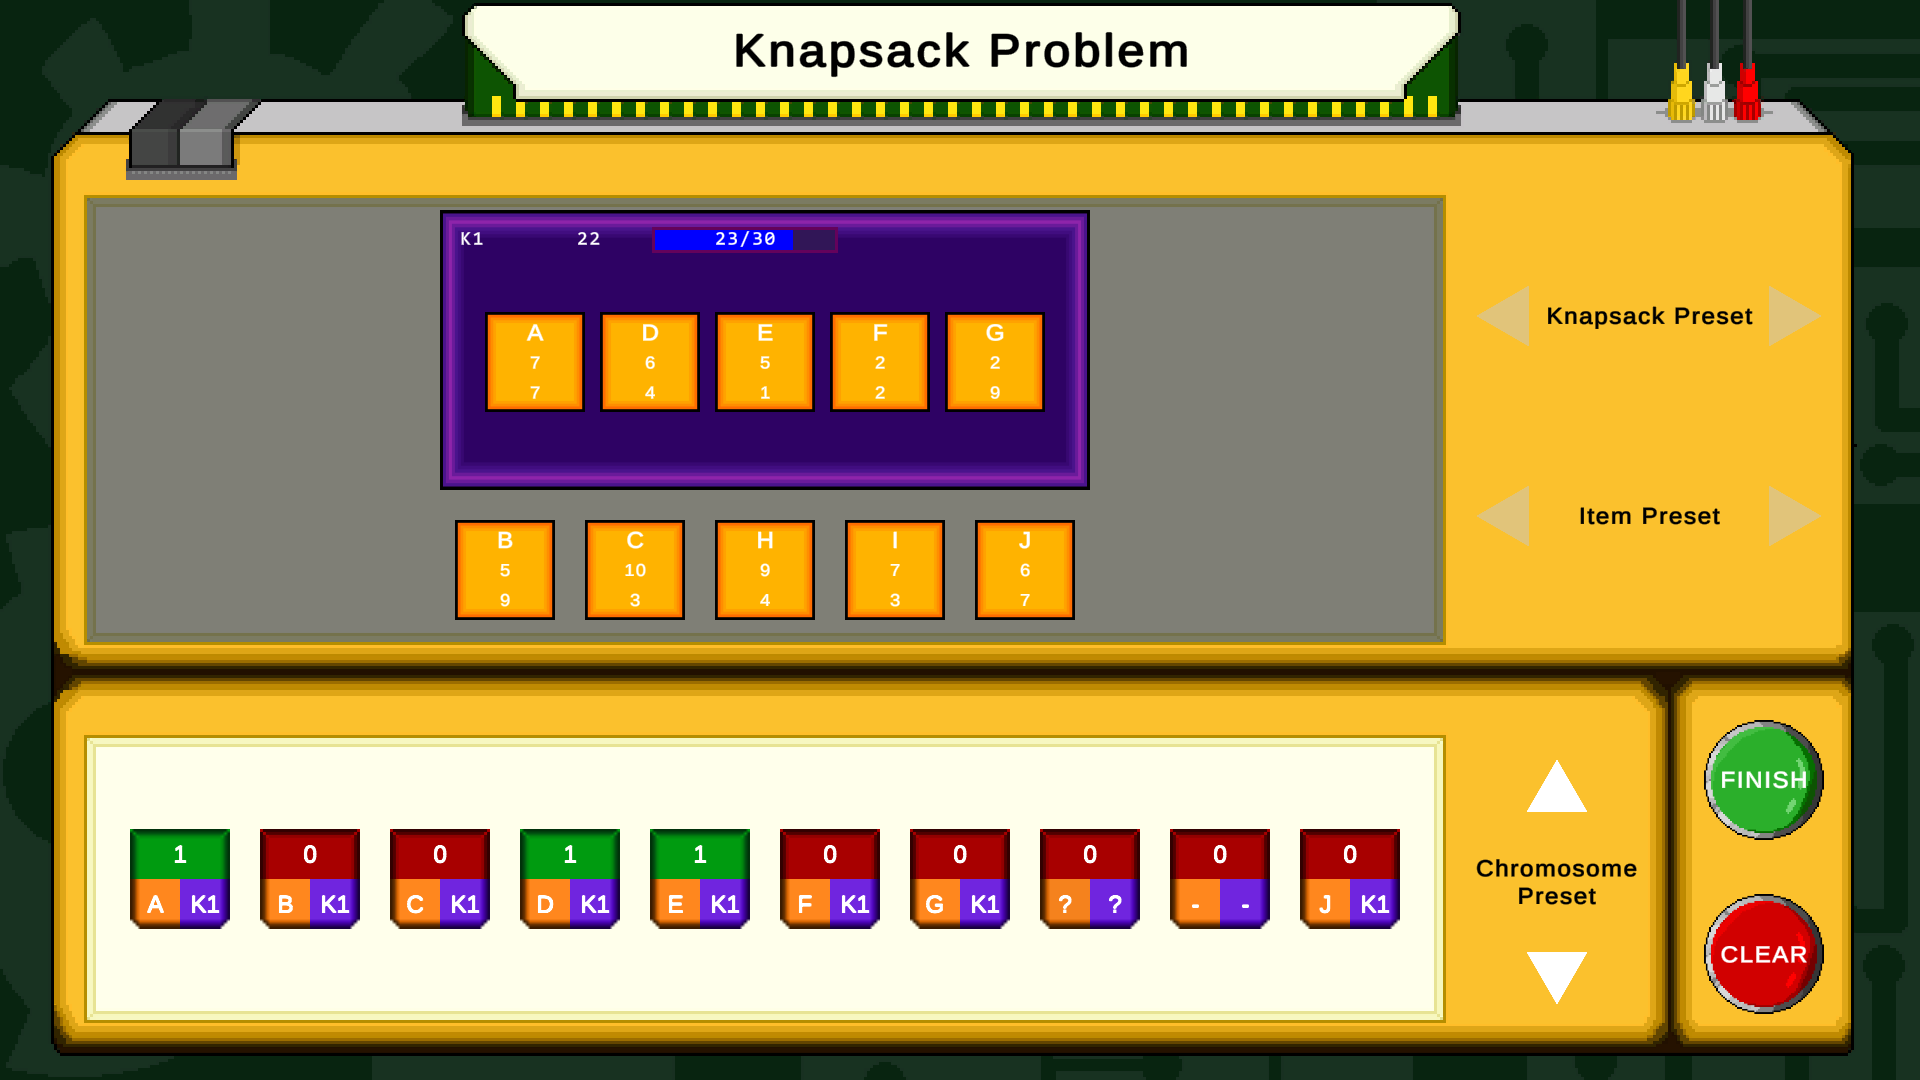 Knapsack Problem
K1 22 23/30
A D E F G
7 6 5 2 2
7 4 1 2 9
Knapsack Preset
B C H I J
5 10 9 7 6
9 3 4 3 7
Item Preset
1 0 0 1 1 0 0 0 0 0
A K1 B K1 C K1 D K1 E K1 F K1 G K1 ? ? - - J K1
Chromosome
Preset
FINISH
CLEAR